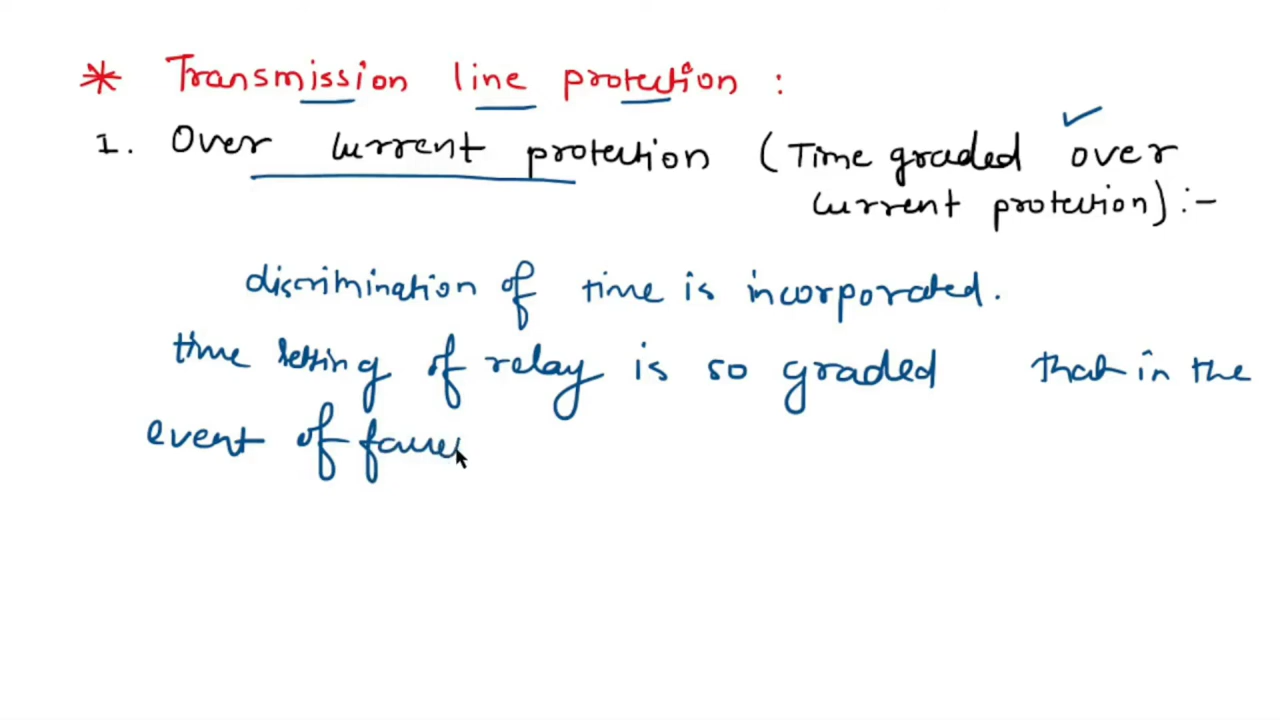 * Transmission line protection :
1. Over current protection (Time graded over
current protection) :-
discrimination of time is incorporated.
time setting of relay is so graded that in the
event of